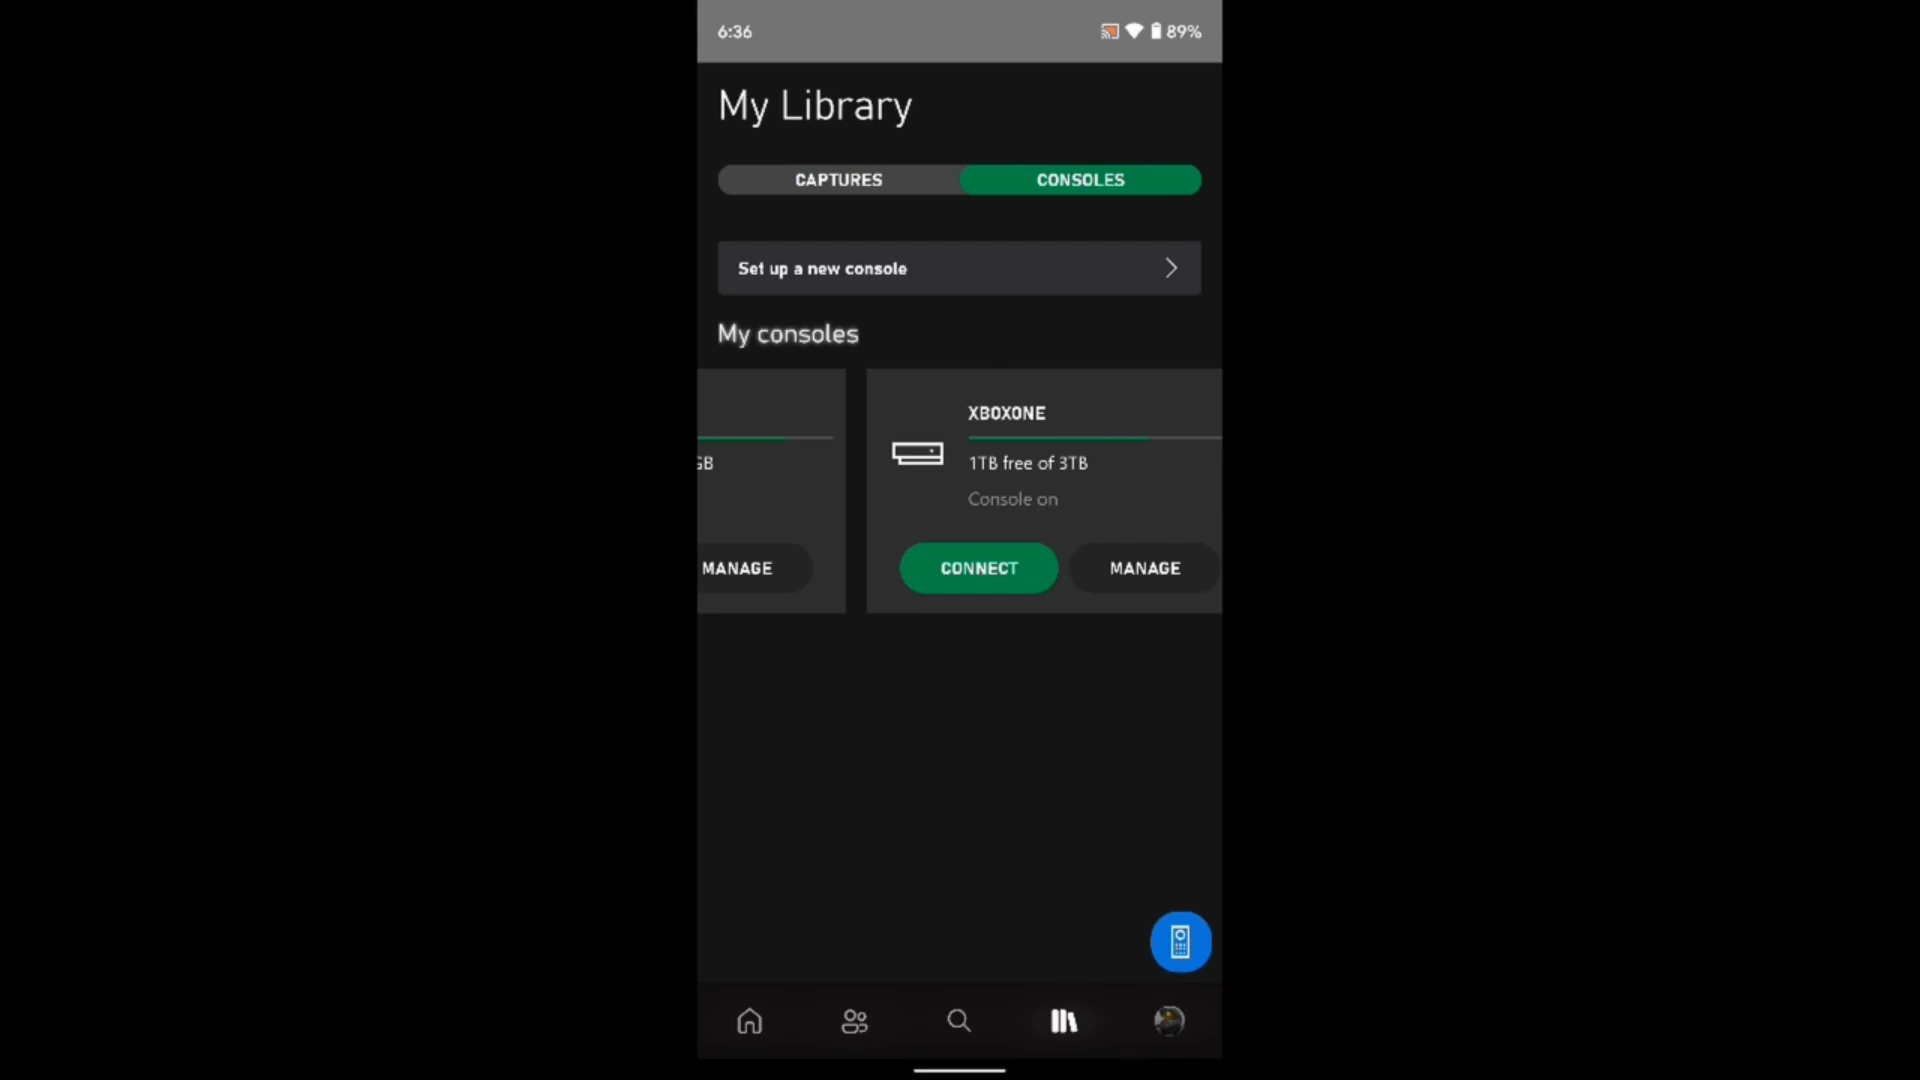 6:36
89%
My Library
CAPTURES
CONSOLES
Set up a new console
My consoles
GB
MANAGE
XBOXONE
1TB free of 3TB
Console on
CONNECT
MANAGE